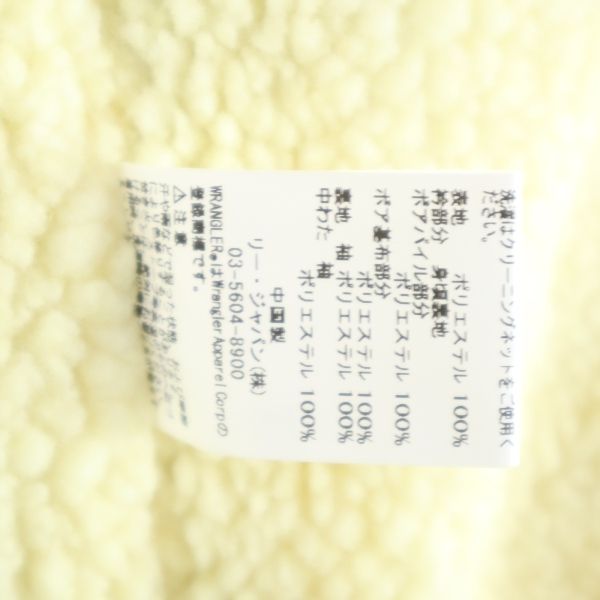 洗濯はクリーニングネットをご使用く
ださい。
表地 ポリエステル 100%
衿部分 身頃裏地
ボアパイル部分
ポリエステル 100%
ボア基布部分
ポリエステル 100%
裏地 袖 ポリエステル 100%
中わた 袖
ポリエステル 100%
中国製
リー・ジャパン(株)
03-5604-8900
WRANGLER®はWrangler Apparel Corp.の
登録商標です。
⚠注意